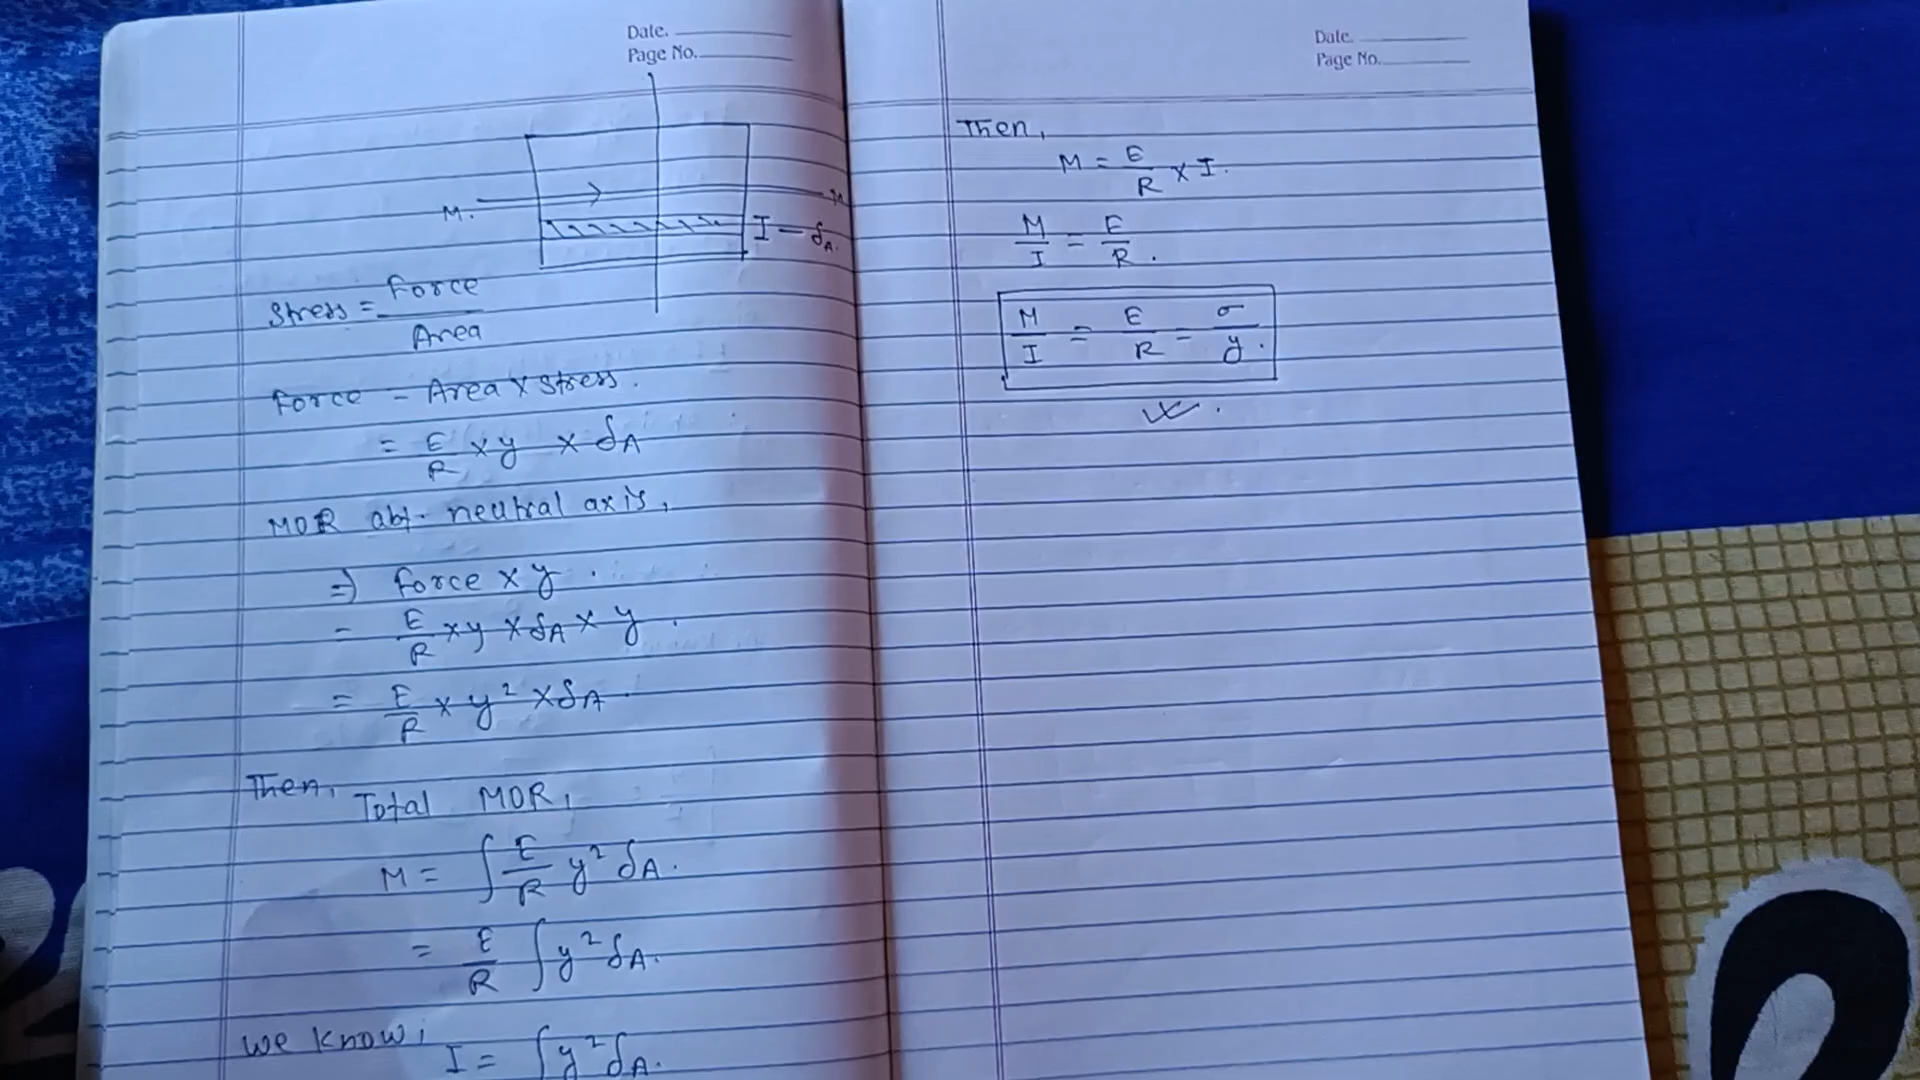 Date.
Page No.
M. M
I - δA.
Stress = Force / Area
Force - Area x stress.
= E/R x y x δA
MOR abt. neutral axis,
=> Force x y.
= E/R x y x δA x y.
= E/R x y² x δA.
Then, Total MOR,
M = ∫ E/R y² δA.
= E/R ∫ y² δA.
We know, I = ∫ y² δA.
Date.
Page No.
Then,
M = E/R x I.
M/I = E/R.
M/I = E/R = σ/y.